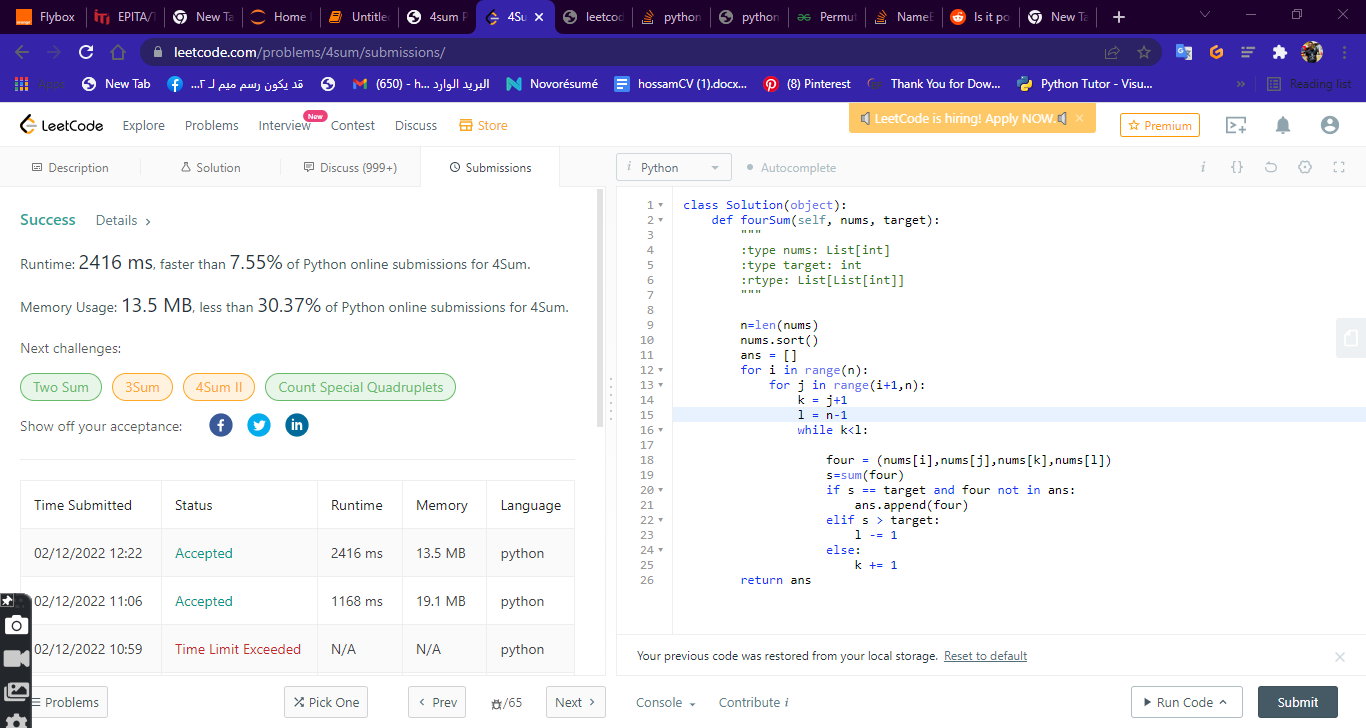 Flybox
EPITA/
New Ta
Home
Untitle
4sum P
4Su
leetcod
python
python
Permut
NameE
Is it po
New Ta
leetcode.com/problems/4sum/submissions/
Apps
New Tab
قد يكون رسم ميم لـ ٢...
البريد الوارد (650) - h...
Novorésumé
hossamCV (1).docx...
(8) Pinterest
Thank You for Dow...
Python Tutor - Visu...
»
Reading list
LeetCode
Explore
Problems
Interview
New
Contest
Discuss
Store
LeetCode is hiring! Apply NOW.
Premium
Description
Solution
Discuss (999+)
Submissions
i Python
Autocomplete
Success
Details ›
Runtime: 2416 ms, faster than 7.55% of Python online submissions for 4Sum.
Memory Usage: 13.5 MB, less than 30.37% of Python online submissions for 4Sum.
Next challenges:
Two Sum
3Sum
4Sum II
Count Special Quadruplets
Show off your acceptance:
Time Submitted Status Runtime Memory Language
02/12/2022 12:22 Accepted 2416 ms 13.5 MB python
02/12/2022 11:06 Accepted 1168 ms 19.1 MB python
02/12/2022 10:59 Time Limit Exceeded N/A N/A python
1 class Solution(object):
2 def fourSum(self, nums, target):
3 """
4 :type nums: List[int]
5 :type target: int
6 :rtype: List[List[int]]
7 """
8
9 n=len(nums)
10 nums.sort()
11 ans = []
12 for i in range(n):
13 for j in range(i+1,n):
14 k = j+1
15 l = n-1
16 while k<l:
17
18 four = (nums[i],nums[j],nums[k],nums[l])
19 s=sum(four)
20 if s == target and four not in ans:
21 ans.append(four)
22 elif s > target:
23 l -= 1
24 else:
25 k += 1
26 return ans
Your previous code was restored from your local storage. Reset to default
Problems
Pick One
‹ Prev
/65
Next ›
Console
Contribute i
Run Code
Submit